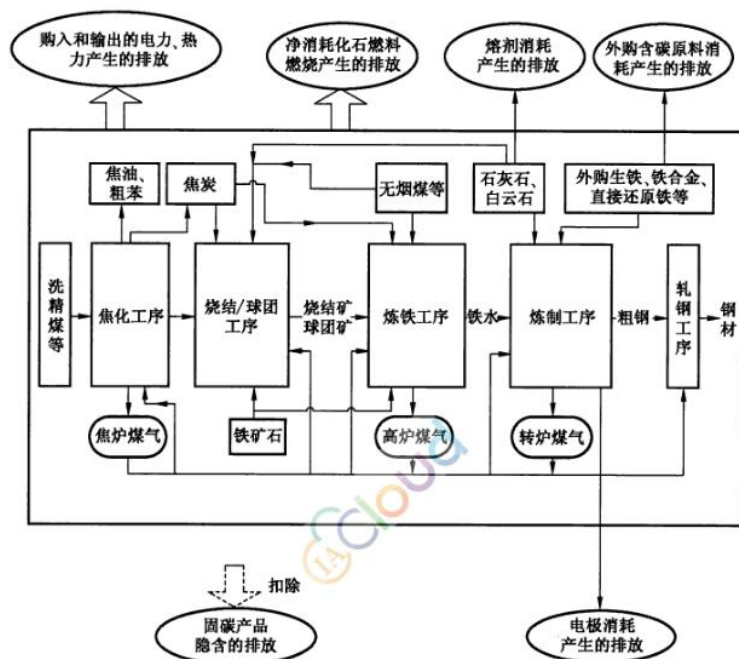 购入和输出的电力、热
力产生的排放
净消耗化石燃料
燃烧产生的排放
熔剂消耗
产生的排放
外购含碳原料消
耗产生的排放
焦油、
粗苯
焦炭
无烟煤等
石灰石、
白云石
外购生铁、铁合金、
直接还原铁等
洗
精
煤
等
焦化工序
烧结/球团
工序
烧结矿
球团矿
炼铁工序
铁水
炼制工序
粗钢
轧
钢
工
序
钢
材
焦炉煤气
铁矿石
高炉煤气
转炉煤气
IACloud
扣除
固碳产品
隐含的排放
电极消耗
产生的排放